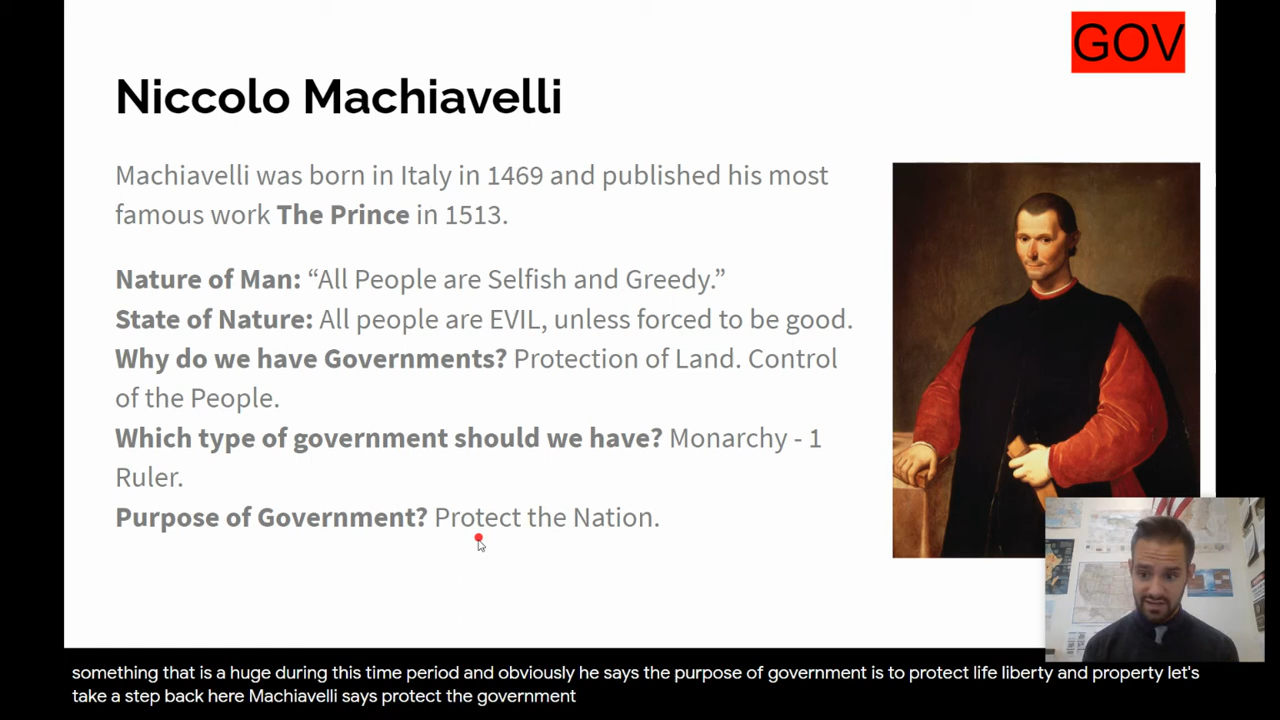 GOV
Niccolo Machiavelli
Machiavelli was born in Italy in 1469 and published his most
famous work The Prince in 1513.
Nature of Man: “All People are Selfish and Greedy.”
State of Nature: All people are EVIL, unless forced to be good.
Why do we have Governments? Protection of Land. Control
of the People.
Which type of government should we have? Monarchy - 1
Ruler.
Purpose of Government? Protect the Nation.
something that is a huge during this time period and obviously he says the purpose of government is to protect life liberty and property let's
take a step back here Machiavelli says protect the government